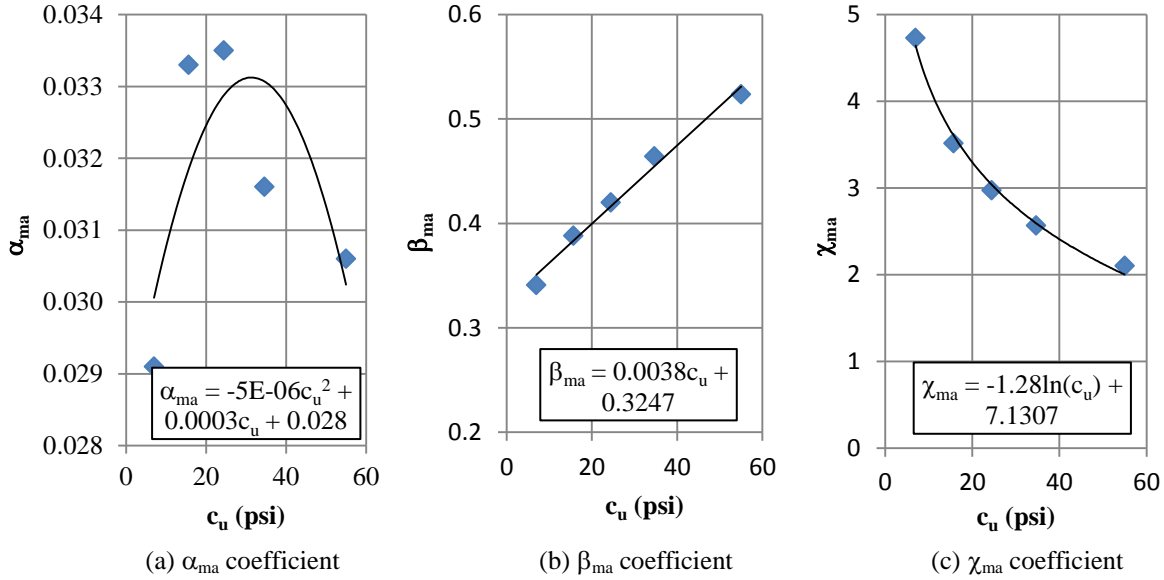 0.034
0.033
0.032
0.031
0.030
0.029
0.028
α_ma
α_ma = -5E-06c_u² +
0.0003c_u + 0.028
0 20 40 60
c_u (psi)
(a) α_ma coefficient
0.6
0.5
0.4
0.3
0.2
β_ma
β_ma = 0.0038c_u +
0.3247
0 20 40 60
c_u (psi)
(b) β_ma coefficient
5
4
3
2
1
0
χ_ma
χ_ma = -1.28ln(c_u) +
7.1307
0 20 40 60
c_u (psi)
(c) χ_ma coefficient